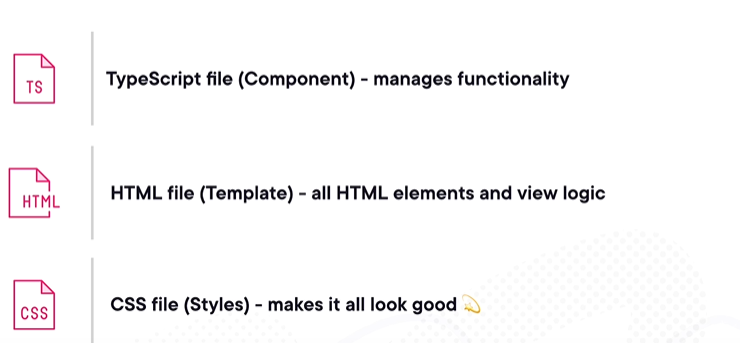 TS
TypeScript file (Component) - manages functionality
HTML
HTML file (Template) - all HTML elements and view logic
CSS
CSS file (Styles) - makes it all look good 💫